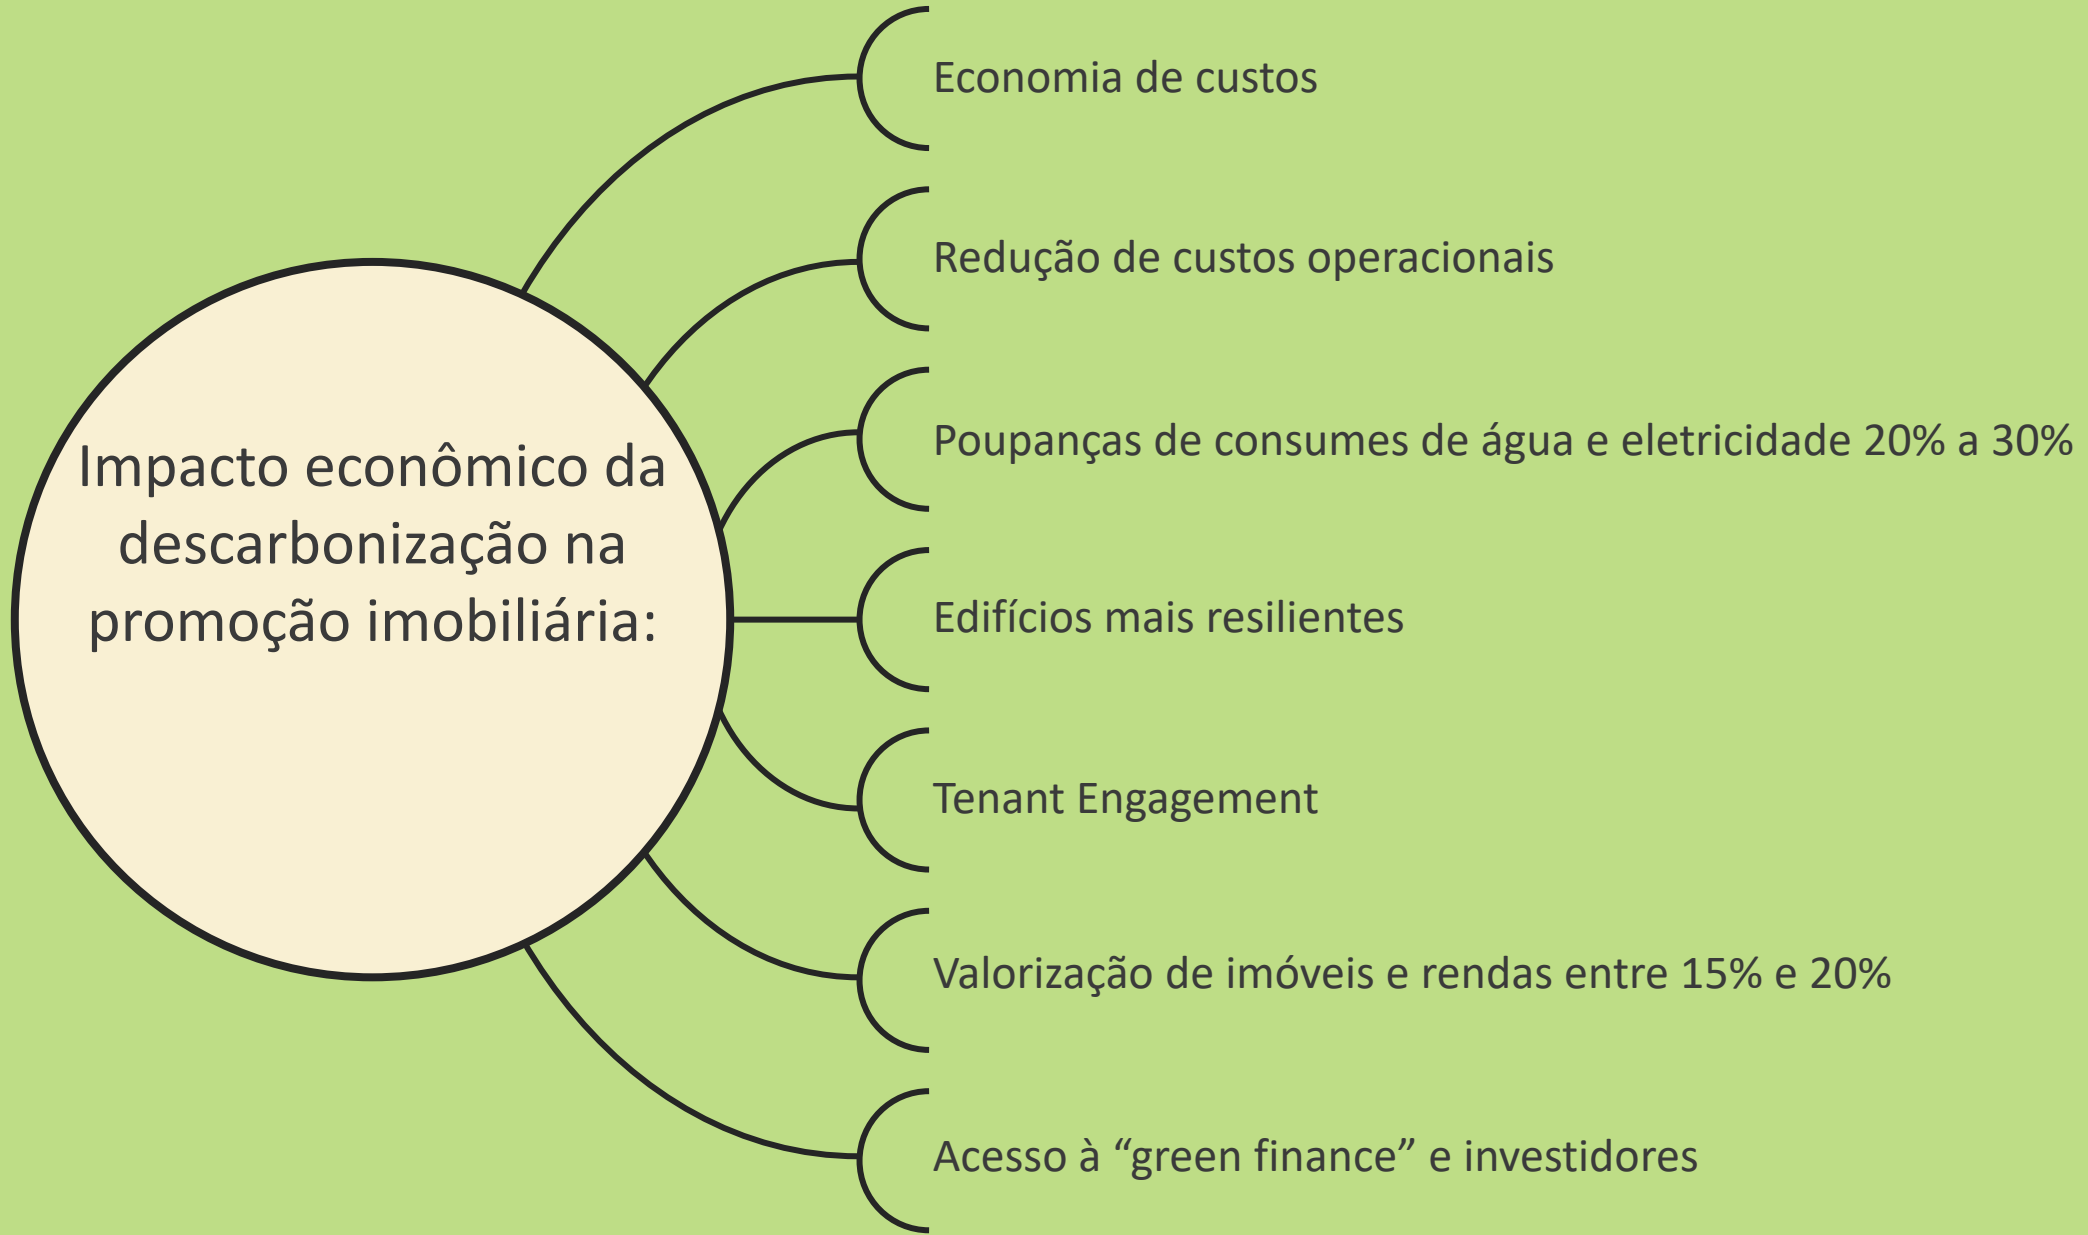 Impacto econômico da
descarbonização na
promoção imobiliária:
Economia de custos
Redução de custos operacionais
Poupanças de consumes de água e eletricidade 20% a 30%
Edifícios mais resilientes
Tenant Engagement
Valorização de imóveis e rendas entre 15% e 20%
Acesso à “green finance” e investidores